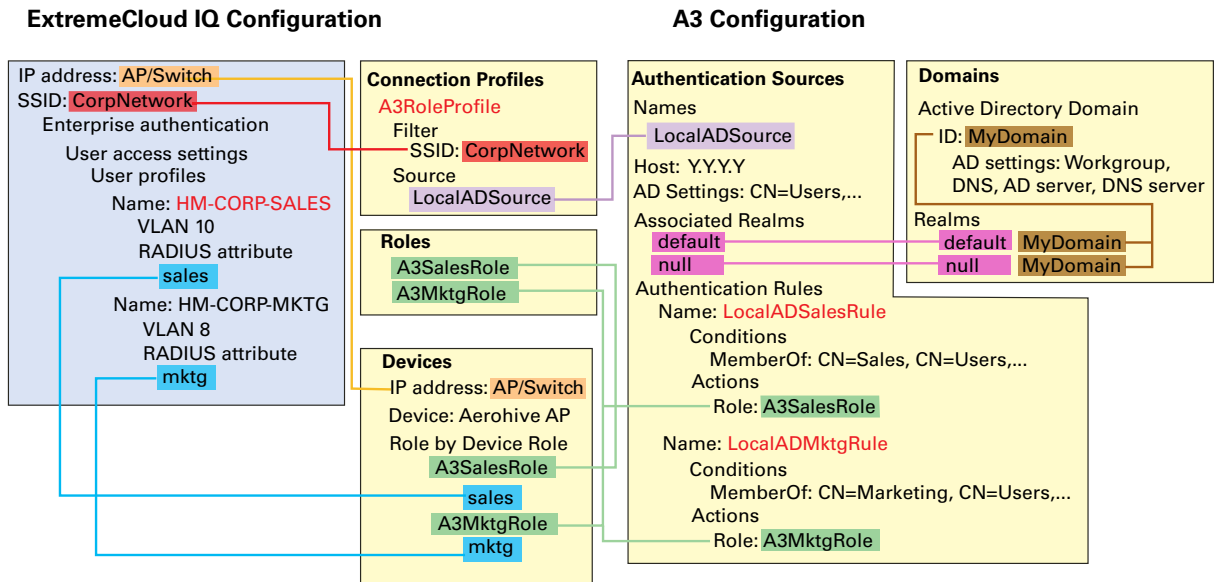 ExtremeCloud IQ Configuration
A3 Configuration
IP address: AP/Switch
SSID: CorpNetwork
Enterprise authentication
User access settings
User profiles
Name: HM-CORP-SALES
VLAN 10
RADIUS attribute
sales
Name: HM-CORP-MKTG
VLAN 8
RADIUS attribute
mktg
Connection Profiles
A3RoleProfile
Filter
SSID: CorpNetwork
Source
LocalADSource
Roles
A3SalesRole
A3MktgRole
Devices
IP address: AP/Switch
Device: Aerohive AP
Role by Device Role
A3SalesRole
sales
A3MktgRole
mktg
Authentication Sources
Names
LocalADSource
Host: Y.Y.Y.Y
AD Settings: CN=Users,...
Associated Realms
default
null
Authentication Rules
Name: LocalADSalesRule
Conditions
MemberOf: CN=Sales, CN=Users,...
Actions
Role: A3SalesRole
Name: LocalADMktgRule
Conditions
MemberOf: CN=Marketing, CN=Users,...
Actions
Role: A3MktgRole
Domains
Active Directory Domain
ID: MyDomain
AD settings: Workgroup,
DNS, AD server, DNS server
Realms
default MyDomain
null MyDomain